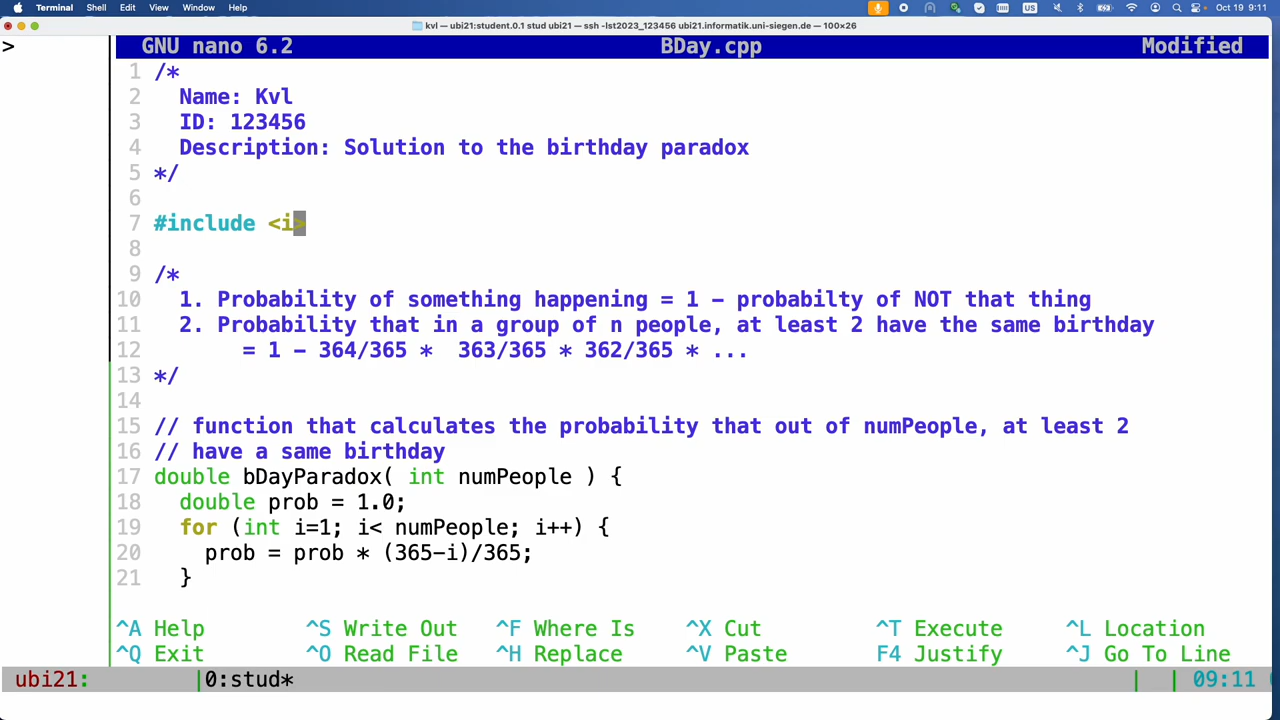 Terminal Shell Edit View Window Help US Oct 19 9:11
kvl — ubi21:student.0.1 stud ubi21 — ssh -lst2023_123456 ubi21.informatik.uni-siegen.de — 100×26
>
GNU nano 6.2 BDay.cpp Modified
1 /*
2 Name: Kvl
3 ID: 123456
4 Description: Solution to the birthday paradox
5 */
6
7 #include <i>
8
9 /*
10 1. Probability of something happening = 1 - probabilty of NOT that thing
11 2. Probability that in a group of n people, at least 2 have the same birthday
12 = 1 - 364/365 * 363/365 * 362/365 * ...
13 */
14
15 // function that calculates the probability that out of numPeople, at least 2
16 // have a same birthday
17 double bDayParadox( int numPeople ) {
18 double prob = 1.0;
19 for (int i=1; i< numPeople; i++) {
20 prob = prob * (365-i)/365;
21 }
^A Help ^S Write Out ^F Where Is ^X Cut ^T Execute ^L Location
^Q Exit ^O Read File ^H Replace ^V Paste F4 Justify ^J Go To Line
ubi21: |0:stud* | | 09:11